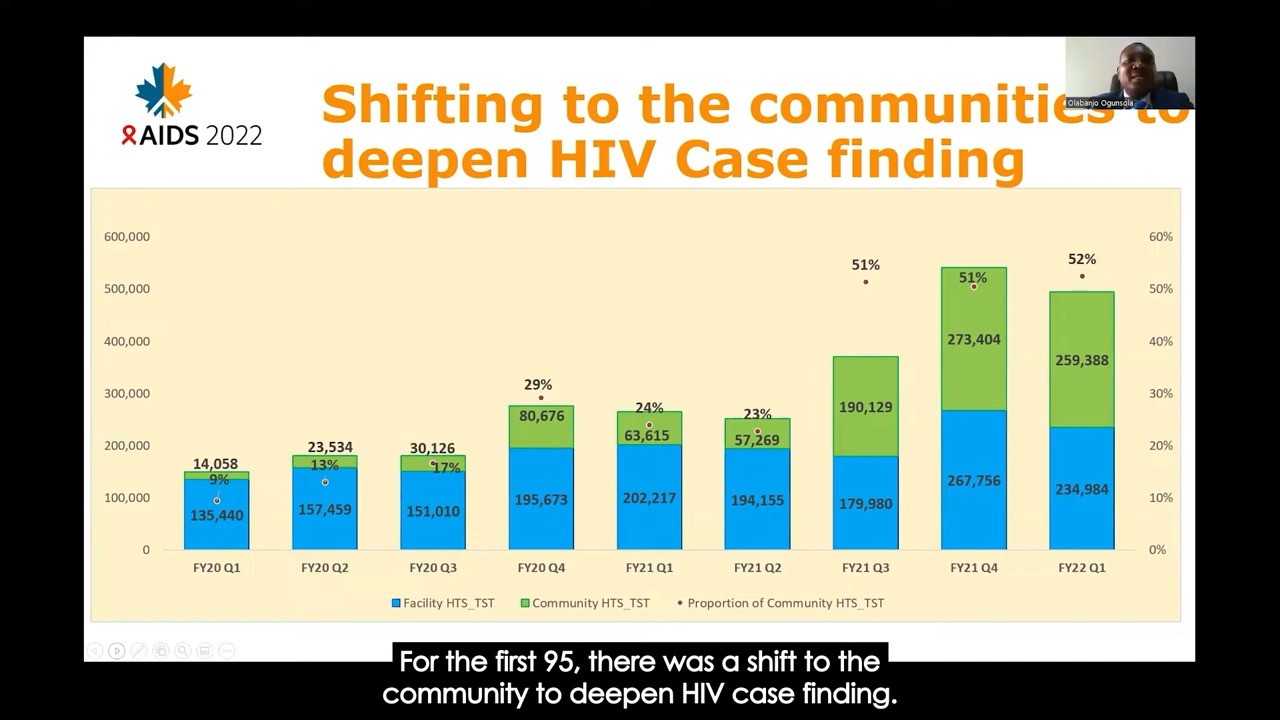 AIDS 2022
Shifting to the communities to
deepen HIV Case finding
Olabanjo Ogunsola
600,000
500,000
400,000
300,000
200,000
100,000
0
60%
50%
40%
30%
20%
10%
0%
14,058
9%
135,440
23,534
13%
157,459
30,126
17%
151,010
29%
80,676
195,673
24%
63,615
202,217
23%
57,269
194,155
51%
190,129
179,980
51%
273,404
267,756
52%
259,388
234,984
FY20 Q1
FY20 Q2
FY20 Q3
FY20 Q4
FY21 Q1
FY21 Q2
FY21 Q3
FY21 Q4
FY22 Q1
Facility HTS_TST
Community HTS_TST
Proportion of Community HTS_TST
For the first 95, there was a shift to the
community to deepen HIV case finding.